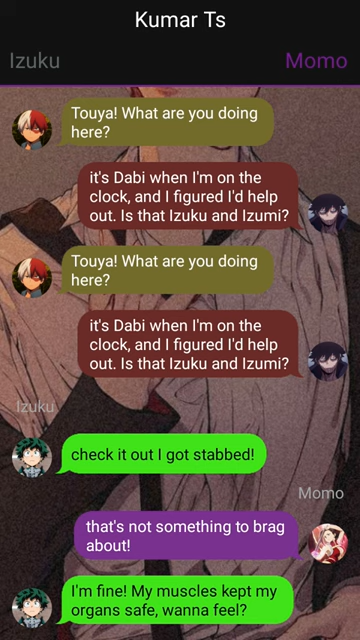 Kumar Ts
Izuku
Momo
Touya! What are you doing
here?
it's Dabi when I'm on the
clock, and I figured I'd help
out. Is that Izuku and Izumi?
Touya! What are you doing
here?
it's Dabi when I'm on the
clock, and I figured I'd help
out. Is that Izuku and Izumi?
Izuku
check it out I got stabbed!
Momo
that's not something to brag
about!
I'm fine! My muscles kept my
organs safe, wanna feel?